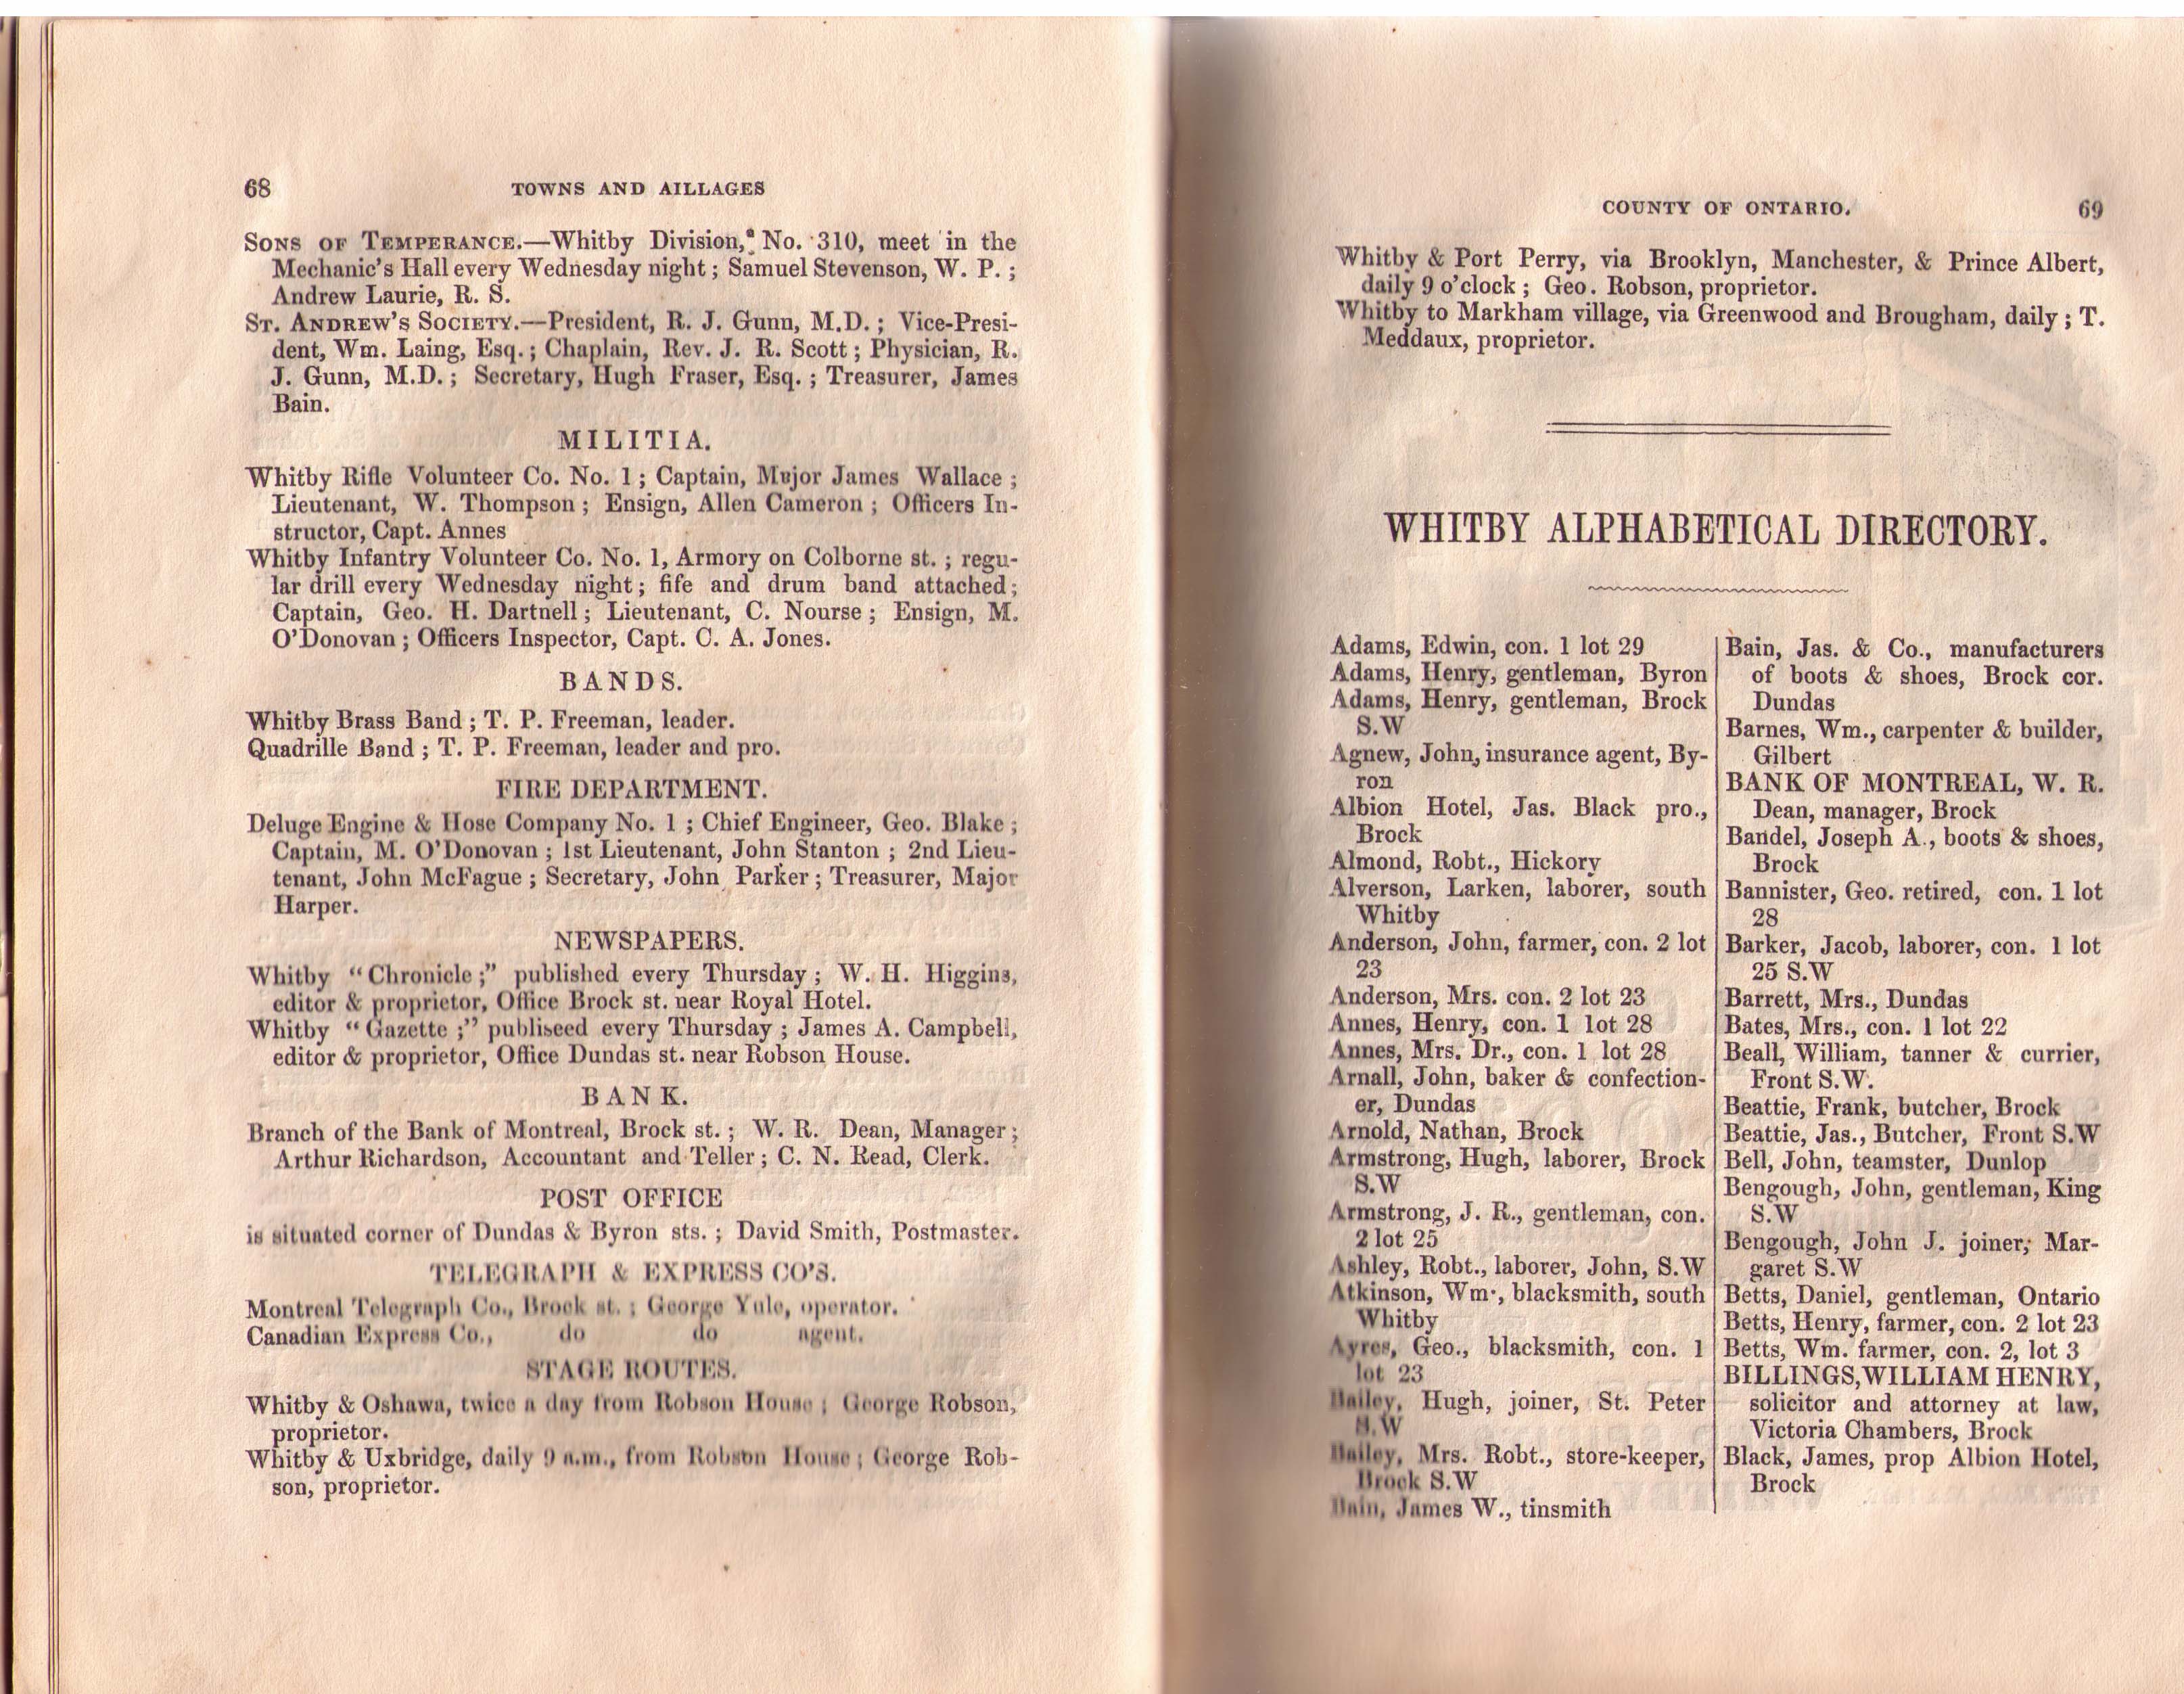 68
TOWNS AND AILLAGES
SONS OF TEMPERANCE.—Whitby Division, No. 310, meet in the
Mechanic's Hall every Wednesday night ; Samuel Stevenson, W. P. ;
Andrew Laurie, R. S.
ST. ANDREW'S SOCIETY.—President, R. J. Gunn, M.D. ; Vice-Presi-
dent, Wm. Laing, Esq. ; Chaplain, Rev. J. R. Scott ; Physician, R.
J. Gunn, M.D. ; Secretary, Hugh Fraser, Esq. ; Treasurer, James
Bain.
MILITIA.
Whitby Rifle Volunteer Co. No. 1 ; Captain, Mujor James Wallace ;
Lieutenant, W. Thompson ; Ensign, Allen Cameron ; Officers In-
structor, Capt. Annes
Whitby Infantry Volunteer Co. No. 1, Armory on Colborne st. ; regu-
lar drill every Wednesday night ; fife and drum band attached ;
Captain, Geo. H. Dartnell ; Lieutenant, C. Nourse ; Ensign, M.
O'Donovan ; Officers Inspector, Capt. C. A. Jones.
BANDS.
Whitby Brass Band ; T. P. Freeman, leader.
Quadrille Band ; T. P. Freeman, leader and pro.
FIRE DEPARTMENT.
Deluge Engine & Hose Company No. 1 ; Chief Engineer, Geo. Blake ;
Captain, M. O'Donovan ; 1st Lieutenant, John Stanton ; 2nd Lieu-
tenant, John McFague ; Secretary, John Parker ; Treasurer, Major
Harper.
NEWSPAPERS.
Whitby "Chronicle ;" published every Thursday ; W. H. Higgins,
editor & proprietor, Office Brock st. near Royal Hotel.
Whitby "Gazette ;" publiseed every Thursday ; James A. Campbell,
editor & proprietor, Office Dundas st. near Robson House.
BANK.
Branch of the Bank of Montreal, Brock st. ; W. R. Dean, Manager ;
Arthur Richardson, Accountant and Teller ; C. N. Read, Clerk.
POST OFFICE
is situated corner of Dundas & Byron sts. ; David Smith, Postmaster.
TELEGRAPH & EXPRESS CO'S.
Montreal Telegraph Co., Brock st. ; George Yule, operator.
Canadian Express Co., do do agent.
STAGE ROUTES.
Whitby & Oshawa, twice a day from Robson House ; George Robson,
proprietor.
Whitby & Uxbridge, daily 9 a.m., from Robson House ; George Rob-
son, proprietor.
COUNTY OF ONTARIO.
69
Whitby & Port Perry, via Brooklyn, Manchester, & Prince Albert,
daily 9 o'clock ; Geo. Robson, proprietor.
Whitby to Markham village, via Greenwood and Brougham, daily ; T.
Meddaux, proprietor.
WHITBY ALPHABETICAL DIRECTORY.
Adams, Edwin, con. 1 lot 29
Adams, Henry, gentleman, Byron
Adams, Henry, gentleman, Brock
S.W
Agnew, John, insurance agent, By-
ron
Albion Hotel, Jas. Black pro.,
Brock
Almond, Robt., Hickory
Alverson, Larken, laborer, south
Whitby
Anderson, John, farmer, con. 2 lot
23
Anderson, Mrs. con. 2 lot 23
Annes, Henry, con. 1 lot 28
Annes, Mrs. Dr., con. 1 lot 28
Arnall, John, baker & confection-
er, Dundas
Arnold, Nathan, Brock
Armstrong, Hugh, laborer, Brock
S.W
Armstrong, J. R., gentleman, con.
2 lot 25
Ashley, Robt., laborer, John, S.W
Atkinson, Wm·, blacksmith, south
Whitby
Ayres, Geo., blacksmith, con. 1
lot 23
Bailey, Hugh, joiner, St. Peter
S.W
Bailey, Mrs. Robt., store-keeper,
Brock S.W
Bain, James W., tinsmith
Bain, Jas. & Co., manufacturers
of boots & shoes, Brock cor.
Dundas
Barnes, Wm., carpenter & builder,
Gilbert
BANK OF MONTREAL, W. R.
Dean, manager, Brock
Bandel, Joseph A., boots & shoes,
Brock
Bannister, Geo. retired, con. 1 lot
28
Barker, Jacob, laborer, con. 1 lot
25 S.W
Barrett, Mrs., Dundas
Bates, Mrs., con. 1 lot 22
Beall, William, tanner & currier,
Front S.W.
Beattie, Frank, butcher, Brock
Beattie, Jas., Butcher, Front S.W
Bell, John, teamster, Dunlop
Bengough, John, gentleman, King
S.W
Bengough, John J. joiner, Mar-
garet S.W
Betts, Daniel, gentleman, Ontario
Betts, Henry, farmer, con. 2 lot 23
Betts, Wm. farmer, con. 2, lot 3
BILLINGS, WILLIAM HENRY,
solicitor and attorney at law,
Victoria Chambers, Brock
Black, James, prop Albion Hotel,
Brock